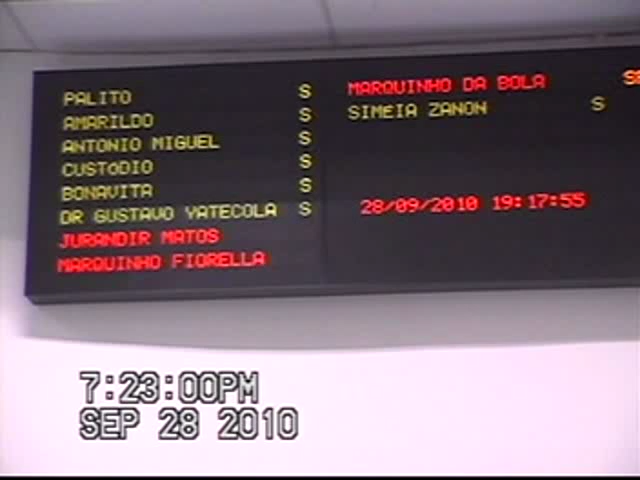 PALITO S
AMARILDO S
ANTONIO MIGUEL S
CUSTóDIO S
BONAVITA S
DR GUSTAVO YATECOLA S
JURANDIR MATOS
MARQUINHO FIORELLA
MARQUINHO DA BOLA
SIMEIA ZANON S
28/09/2010 19:17:55
7:23:00PM
SEP 28 2010